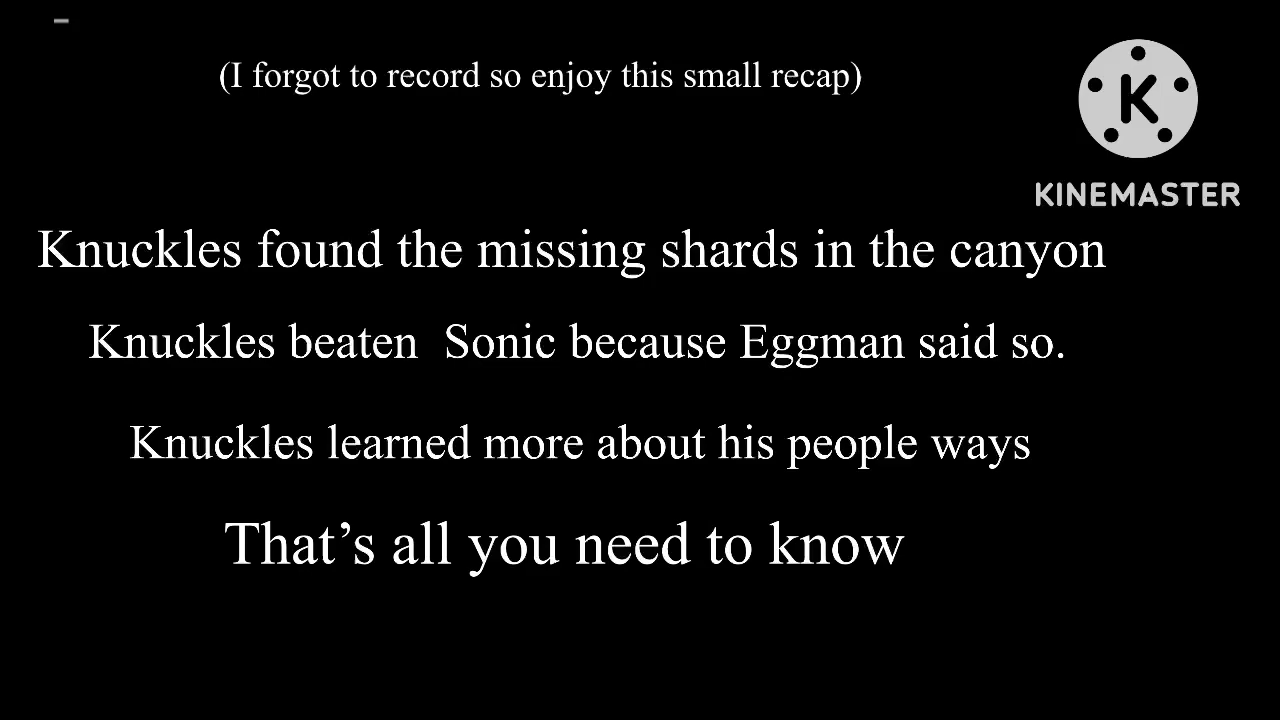 (I forgot to record so enjoy this small recap)
K
KINEMASTER
Knuckles found the missing shards in the canyon
Knuckles beaten  Sonic because Eggman said so.
Knuckles learned more about his people ways
That’s all you need to know